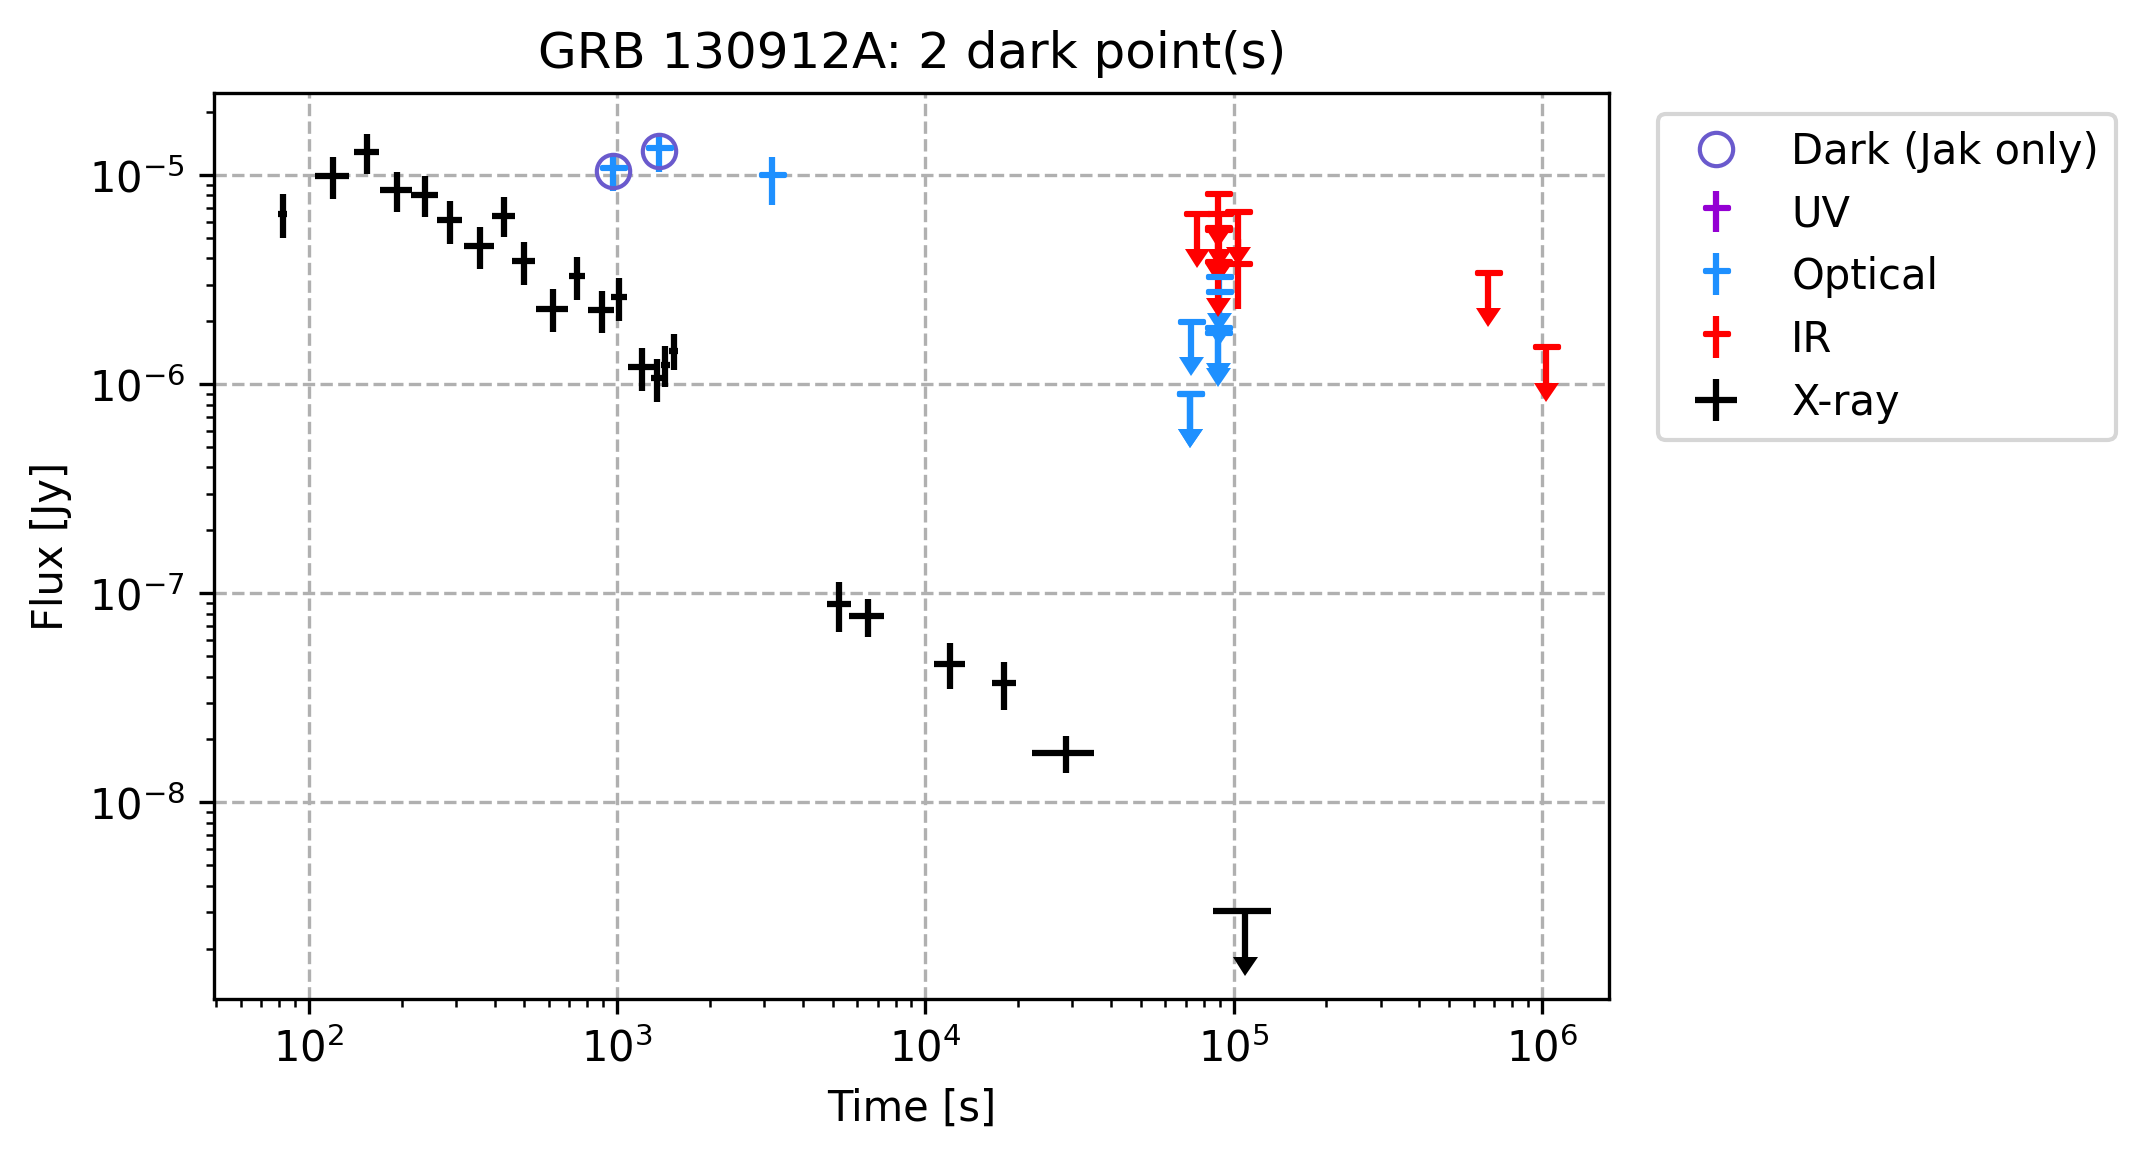 GRB 130912A: 2 dark point(s)
10⁻⁵
10⁻⁶
10⁻⁷
10⁻⁸
Flux [Jy]
10²
10³
10⁴
10⁵
10⁶
Time [s]
Dark (Jak only)
UV
Optical
IR
X-ray